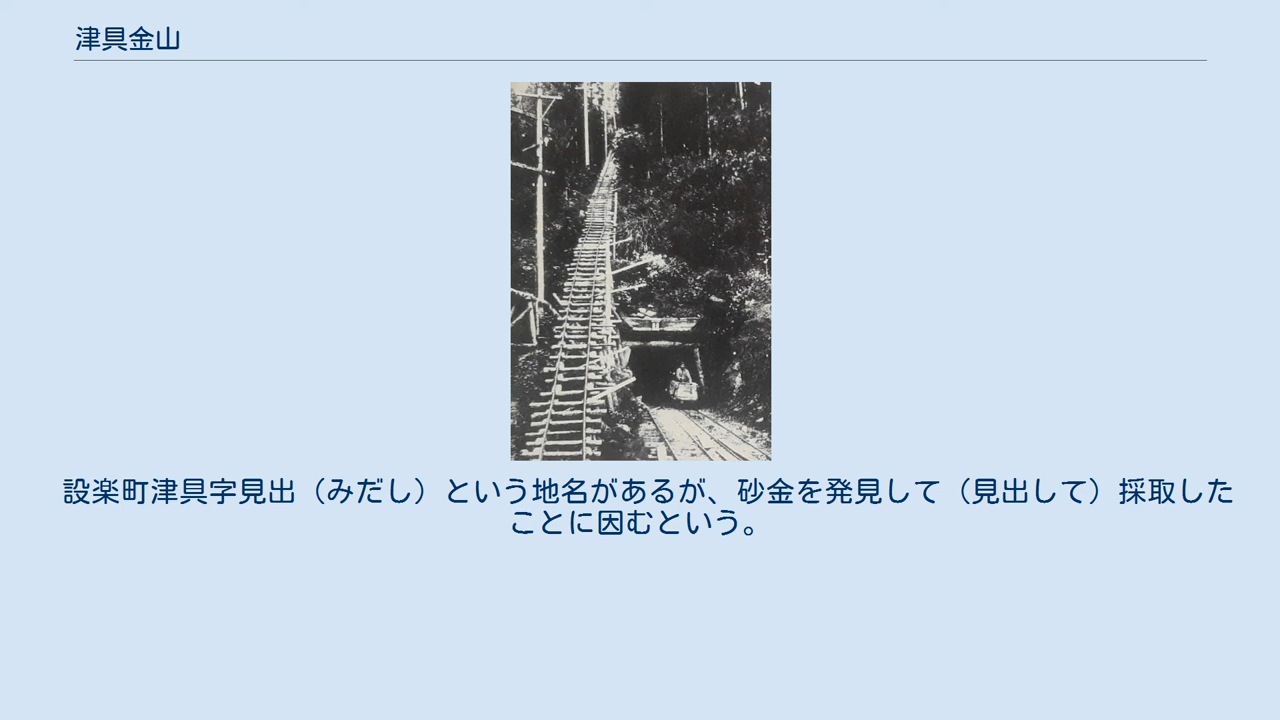 津具金山
設楽町津具字見出（みだし）という地名があるが、砂金を発見して（見出して）採取した
ことに因むという。